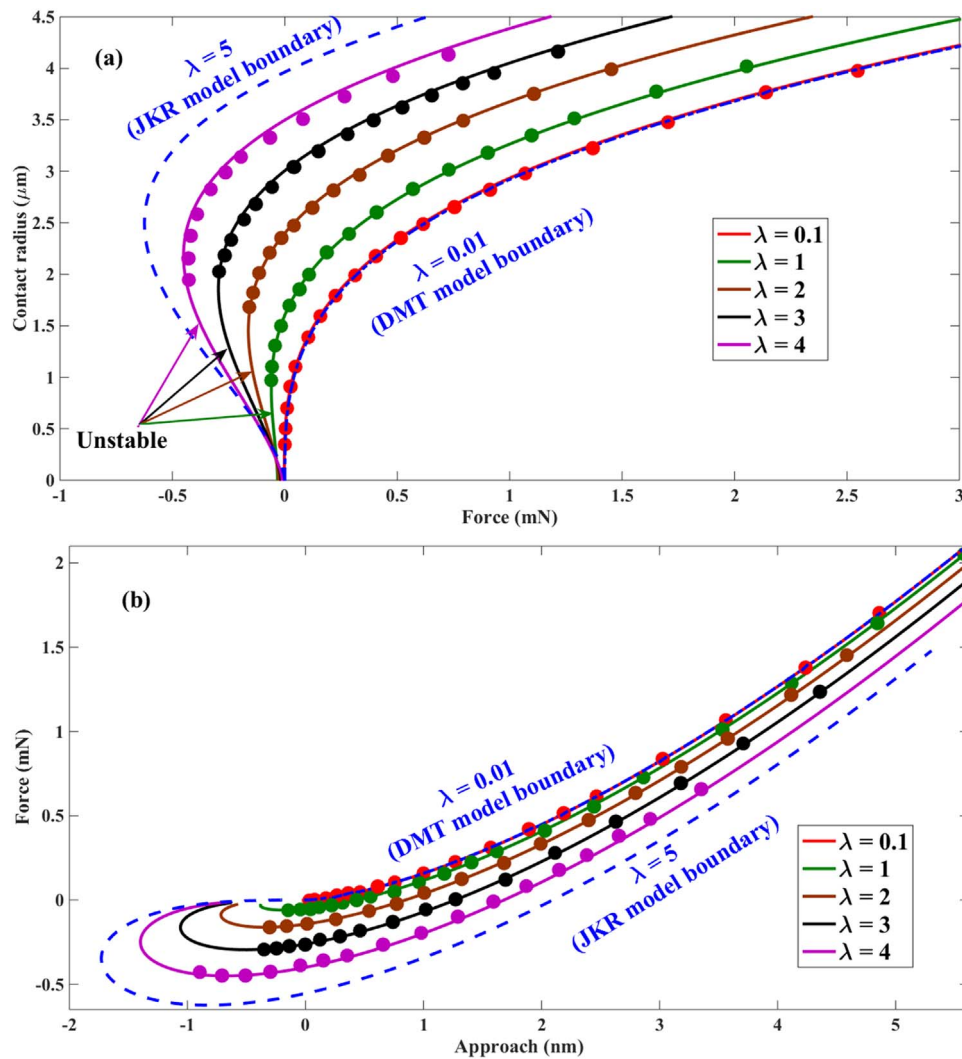 (a)
λ = 5
(JKR model boundary)
λ = 0.01
(DMT model boundary)
Unstable
λ = 0.1
λ = 1
λ = 2
λ = 3
λ = 4
4.5
4
3.5
3
2.5
2
1.5
1
0.5
0
Contact radius (μm)
-1
-0.5
0
0.5
1
1.5
2
2.5
3
Force (mN)
(b)
λ = 0.01
(DMT model boundary)
λ = 5
(JKR model boundary)
λ = 0.1
λ = 1
λ = 2
λ = 3
λ = 4
2
1.5
1
0.5
0
-0.5
Force (mN)
-2
-1
0
1
2
3
4
5
Approach (nm)